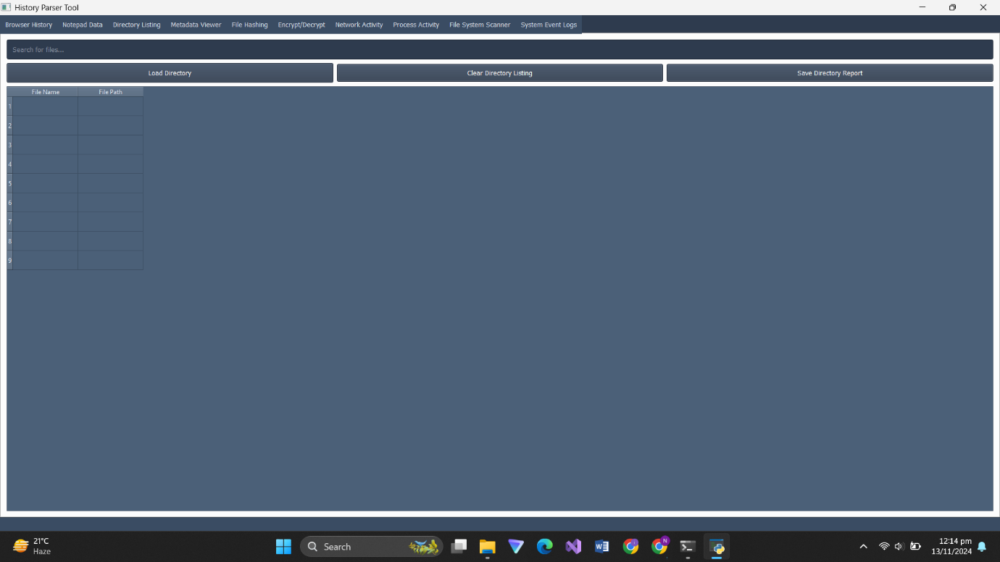 History Parser Tool
Browser History Notepad Data Directory Listing Metadata Viewer File Hashing Encrypt/Decrypt Network Activity Process Activity File System Scanner System Event Logs
Search for files...
Load Directory Clear Directory Listing Save Directory Report
File Name File Path
1
2
3
4
5
6
7
8
9
21°C
Haze
Search
N
12:14 pm
13/11/2024